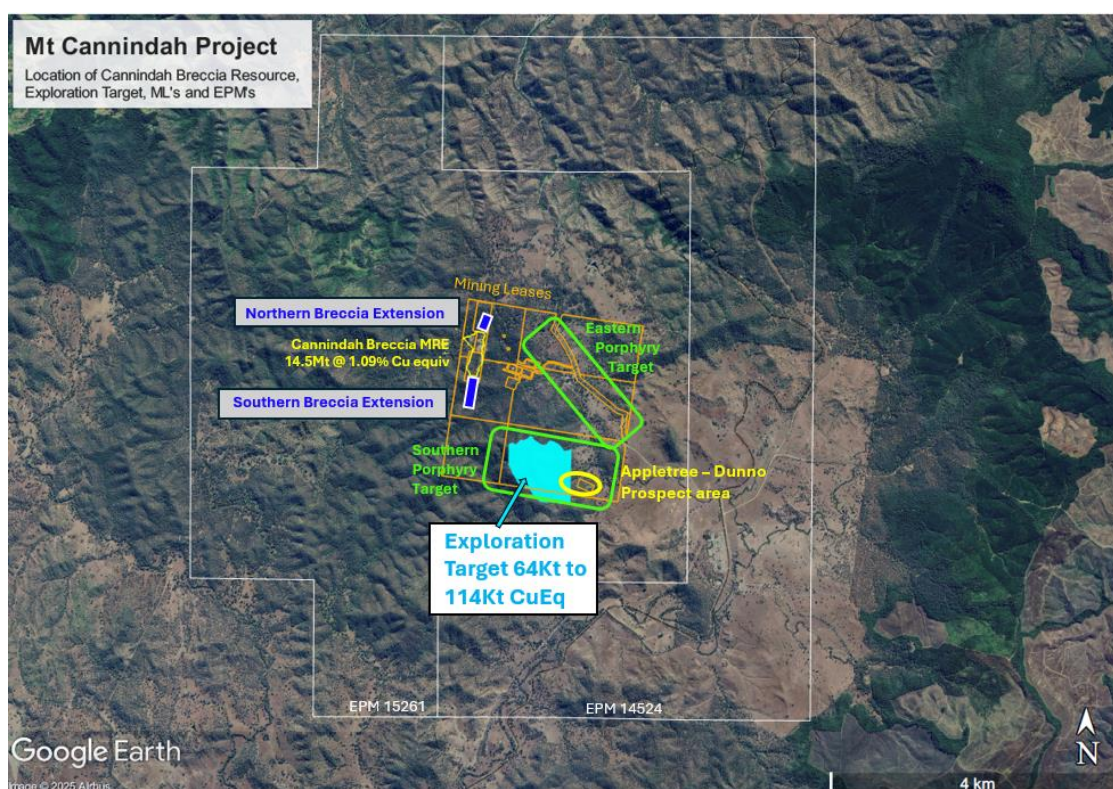 Mt Cannindah Project
Location of Cannindah Breccia Resource,
Exploration Target, ML's and EPM's
Mining Leases
Northern Breccia Extension
Cannindah Breccia MRE
14.5Mt @ 1.09% Cu equiv
Southern Breccia Extension
Eastern
Porphyry
Target
Southern
Porphyry
Target
Appletree – Dunno
Prospect area
Exploration
Target 64Kt to
114Kt CuEq
EPM 15261
EPM 14524
N
Google Earth
Image © 2025 Airbus
4 km